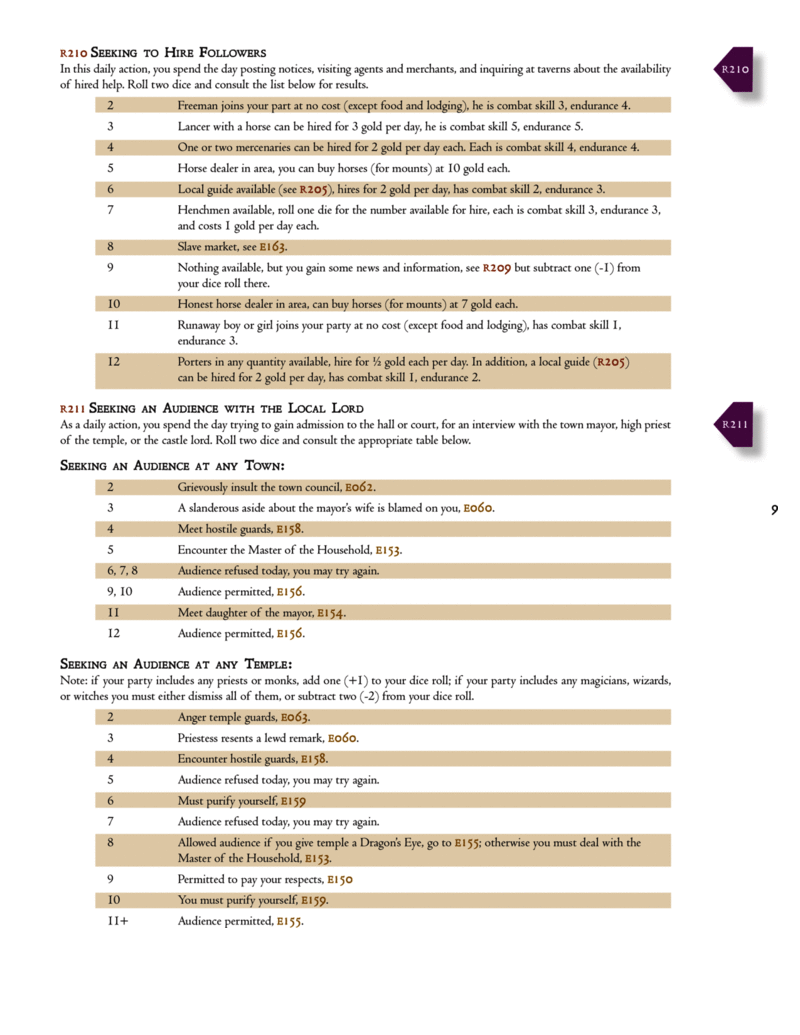 R210 Seeking to Hire Followers
In this daily action, you spend the day posting notices, visiting agents and merchants, and inquiring at taverns about the availability
of hired help. Roll two dice and consult the list below for results.
R210
2 Freeman joins your part at no cost (except food and lodging), he is combat skill 3, endurance 4.
3 Lancer with a horse can be hired for 3 gold per day, he is combat skill 5, endurance 5.
4 One or two mercenaries can be hired for 2 gold per day each. Each is combat skill 4, endurance 4.
5 Horse dealer in area, you can buy horses (for mounts) at 10 gold each.
6 Local guide available (see R205), hires for 2 gold per day, has combat skill 2, endurance 3.
7 Henchmen available, roll one die for the number available for hire, each is combat skill 3, endurance 3,
and costs 1 gold per day each.
8 Slave market, see E163.
9 Nothing available, but you gain some news and information, see R209 but subtract one (-1) from
your dice roll there.
10 Honest horse dealer in area, can buy horses (for mounts) at 7 gold each.
11 Runaway boy or girl joins your party at no cost (except food and lodging), has combat skill 1,
endurance 3.
12 Porters in any quantity available, hire for ½ gold each per day. In addition, a local guide (R205)
can be hired for 2 gold per day, has combat skill 1, endurance 2.
R211 Seeking an Audience with the Local Lord
As a daily action, you spend the day trying to gain admission to the hall or court, for an interview with the town mayor, high priest
of the temple, or the castle lord. Roll two dice and consult the appropriate table below.
R211
Seeking an Audience at any Town:
2 Grievously insult the town council, E062.
3 A slanderous aside about the mayor's wife is blamed on you, E060.
9
4 Meet hostile guards, E158.
5 Encounter the Master of the Household, E153.
6, 7, 8 Audience refused today, you may try again.
9, 10 Audience permitted, E156.
11 Meet daughter of the mayor, E154.
12 Audience permitted, E156.
Seeking an Audience at any Temple:
Note: if your party includes any priests or monks, add one (+1) to your dice roll; if your party includes any magicians, wizards,
or witches you must either dismiss all of them, or subtract two (-2) from your dice roll.
2 Anger temple guards, E063.
3 Priestess resents a lewd remark, E060.
4 Encounter hostile guards, E158.
5 Audience refused today, you may try again.
6 Must purify yourself, E159
7 Audience refused today, you may try again.
8 Allowed audience if you give temple a Dragon's Eye, go to E155; otherwise you must deal with the
Master of the Household, E153.
9 Permitted to pay your respects, E150
10 You must purify yourself, E159.
11+ Audience permitted, E155.